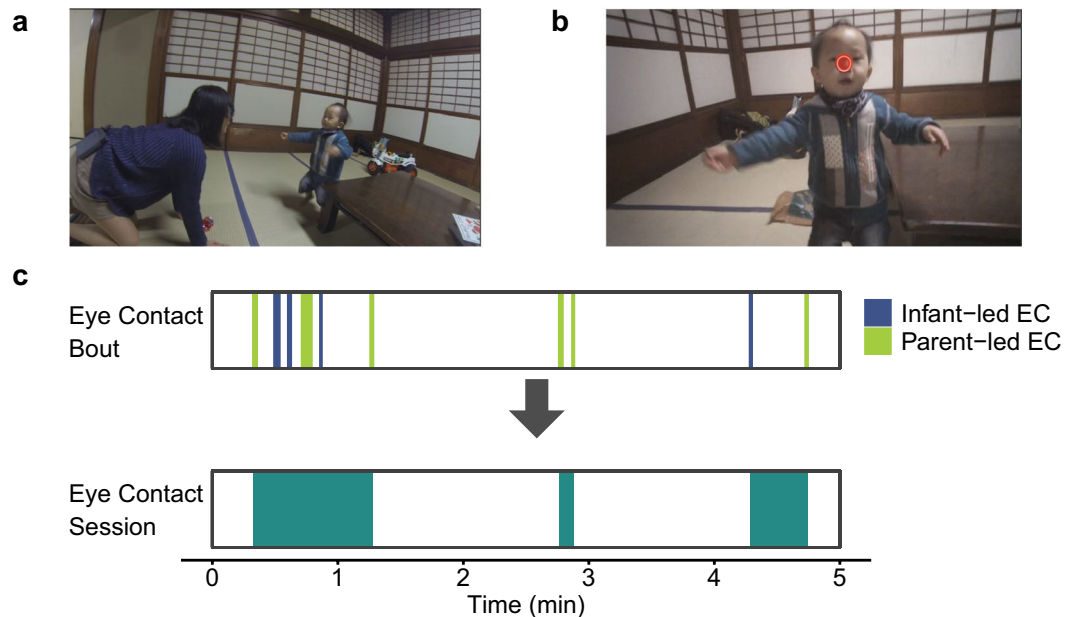 a
b
c
Eye Contact
Bout
Infant−led EC
Parent−led EC
Eye Contact
Session
0 1 2 3 4 5
Time (min)